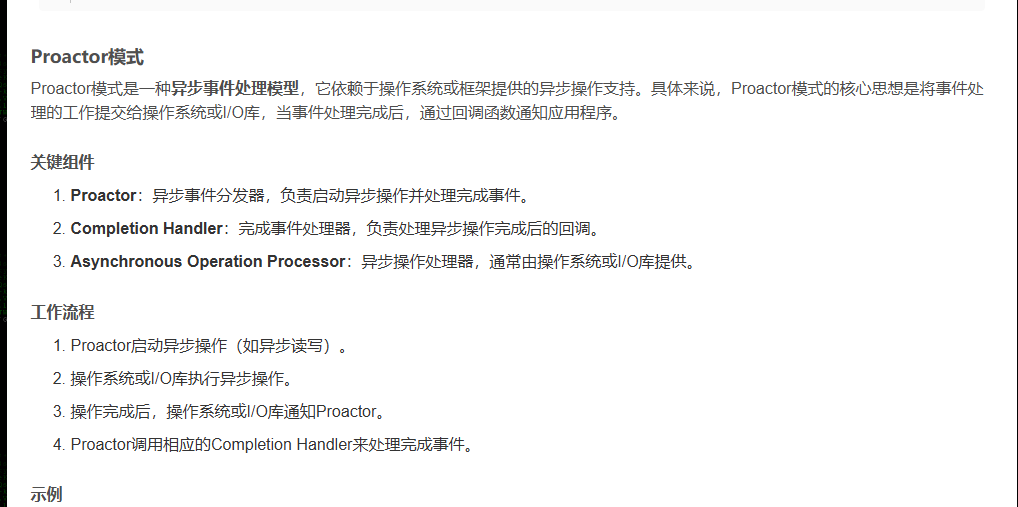 Proactor模式
Proactor模式是一种异步事件处理模型，它依赖于操作系统或框架提供的异步操作支持。具体来说，Proactor模式的核心思想是将事件处
理的工作提交给操作系统或I/O库，当事件处理完成后，通过回调函数通知应用程序。
关键组件
1. Proactor：异步事件分发器，负责启动异步操作并处理完成事件。
2. Completion Handler：完成事件处理器，负责处理异步操作完成后的回调。
3. Asynchronous Operation Processor：异步操作处理器，通常由操作系统或I/O库提供。
工作流程
1. Proactor启动异步操作（如异步读写）。
2. 操作系统或I/O库执行异步操作。
3. 操作完成后，操作系统或I/O库通知Proactor。
4. Proactor调用相应的Completion Handler来处理完成事件。
示例